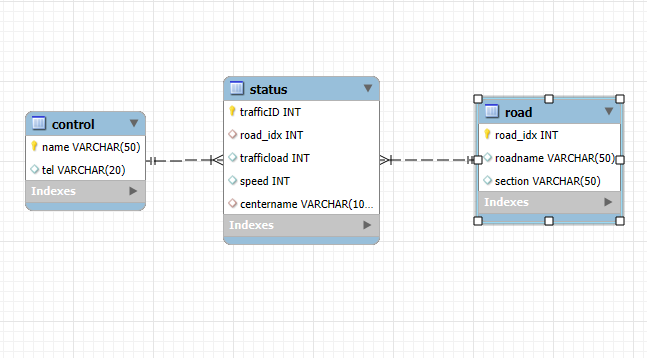 control
name VARCHAR(50)
tel VARCHAR(20)
Indexes
status
trafficID INT
road_idx INT
trafficload INT
speed INT
centername VARCHAR(10...
Indexes
road
road_idx INT
roadname VARCHAR(50)
section VARCHAR(50)
Indexes